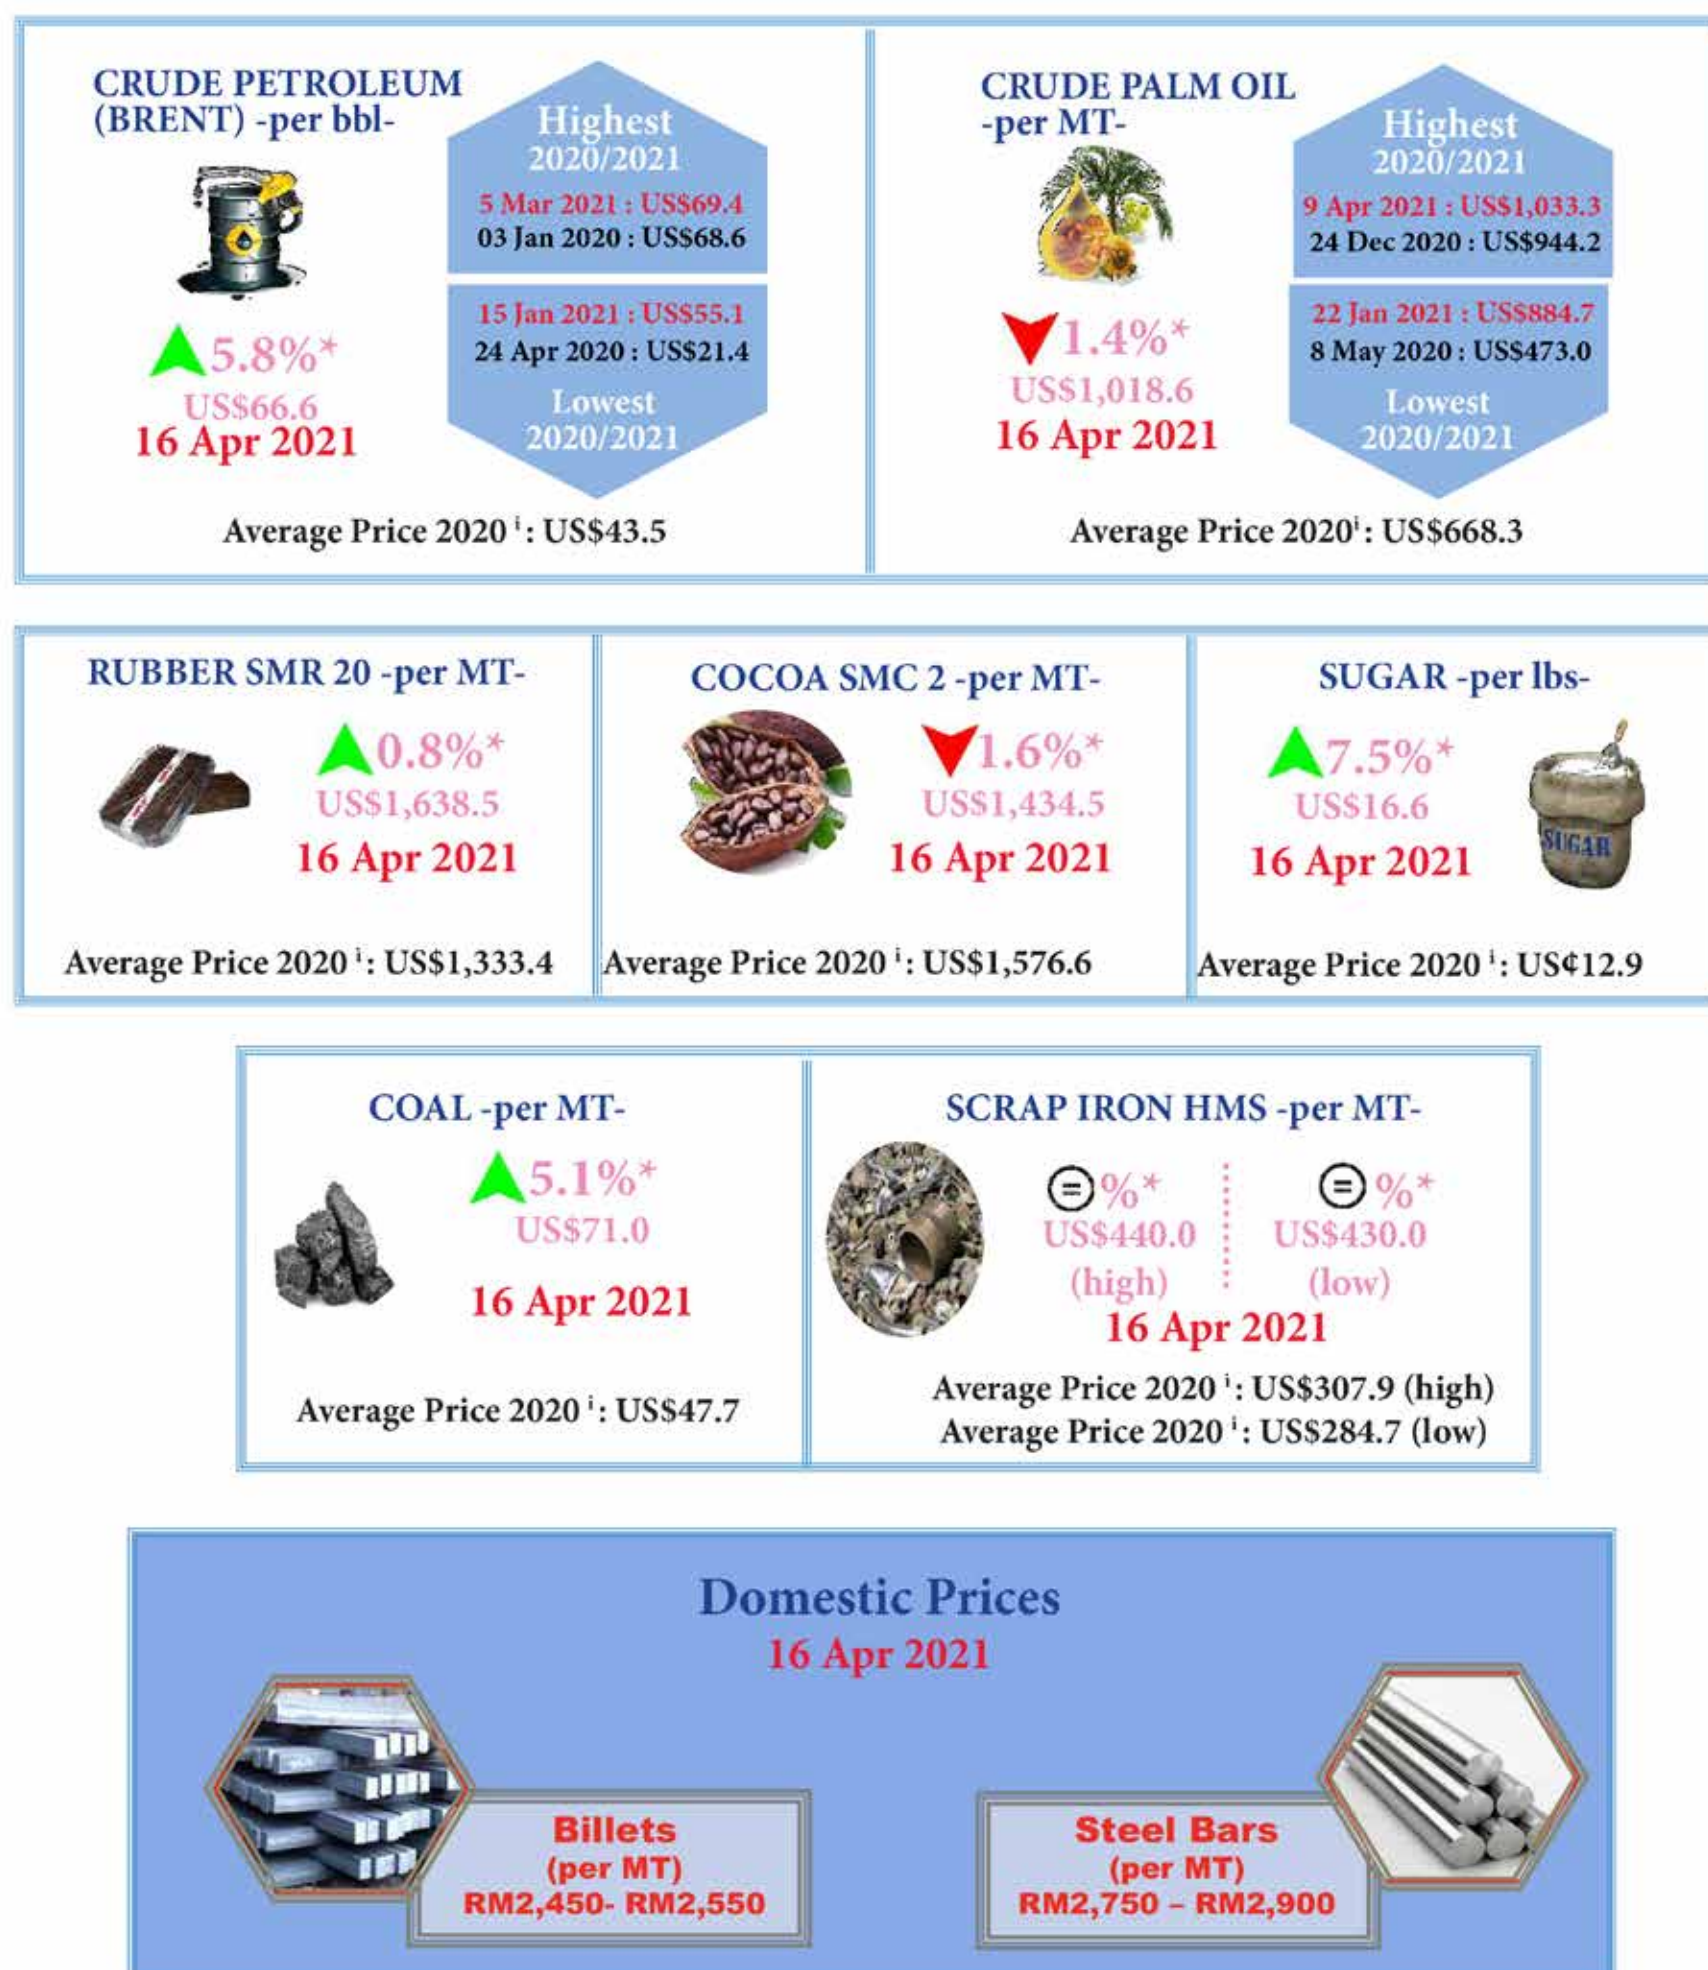 CRUDE PETROLEUM
(BRENT) -per bbl-
Highest
2020/2021
5 Mar 2021 : US$69.4
03 Jan 2020 : US$68.6
15 Jan 2021 : US$55.1
24 Apr 2020 : US$21.4
Lowest
2020/2021
5.8%*
US$66.6
16 Apr 2021
Average Price 2020 i : US$43.5
CRUDE PALM OIL
-per MT-
Highest
2020/2021
9 Apr 2021 : US$1,033.3
24 Dec 2020 : US$944.2
22 Jan 2021 : US$884.7
8 May 2020 : US$473.0
Lowest
2020/2021
1.4%*
US$1,018.6
16 Apr 2021
Average Price 2020i : US$668.3
RUBBER SMR 20 -per MT-
0.8%*
US$1,638.5
16 Apr 2021
Average Price 2020 i : US$1,333.4
COCOA SMC 2 -per MT-
1.6%*
US$1,434.5
16 Apr 2021
Average Price 2020 i : US$1,576.6
SUGAR -per lbs-
7.5%*
US$16.6
16 Apr 2021
SUGAR
Average Price 2020 i : US¢12.9
COAL -per MT-
5.1%*
US$71.0
16 Apr 2021
Average Price 2020 i : US$47.7
SCRAP IRON HMS -per MT-
= %*
US$440.0
(high)
= %*
US$430.0
(low)
16 Apr 2021
Average Price 2020 i : US$307.9 (high)
Average Price 2020 i : US$284.7 (low)
Domestic Prices
16 Apr 2021
Billets
(per MT)
RM2,450- RM2,550
Steel Bars
(per MT)
RM2,750 – RM2,900